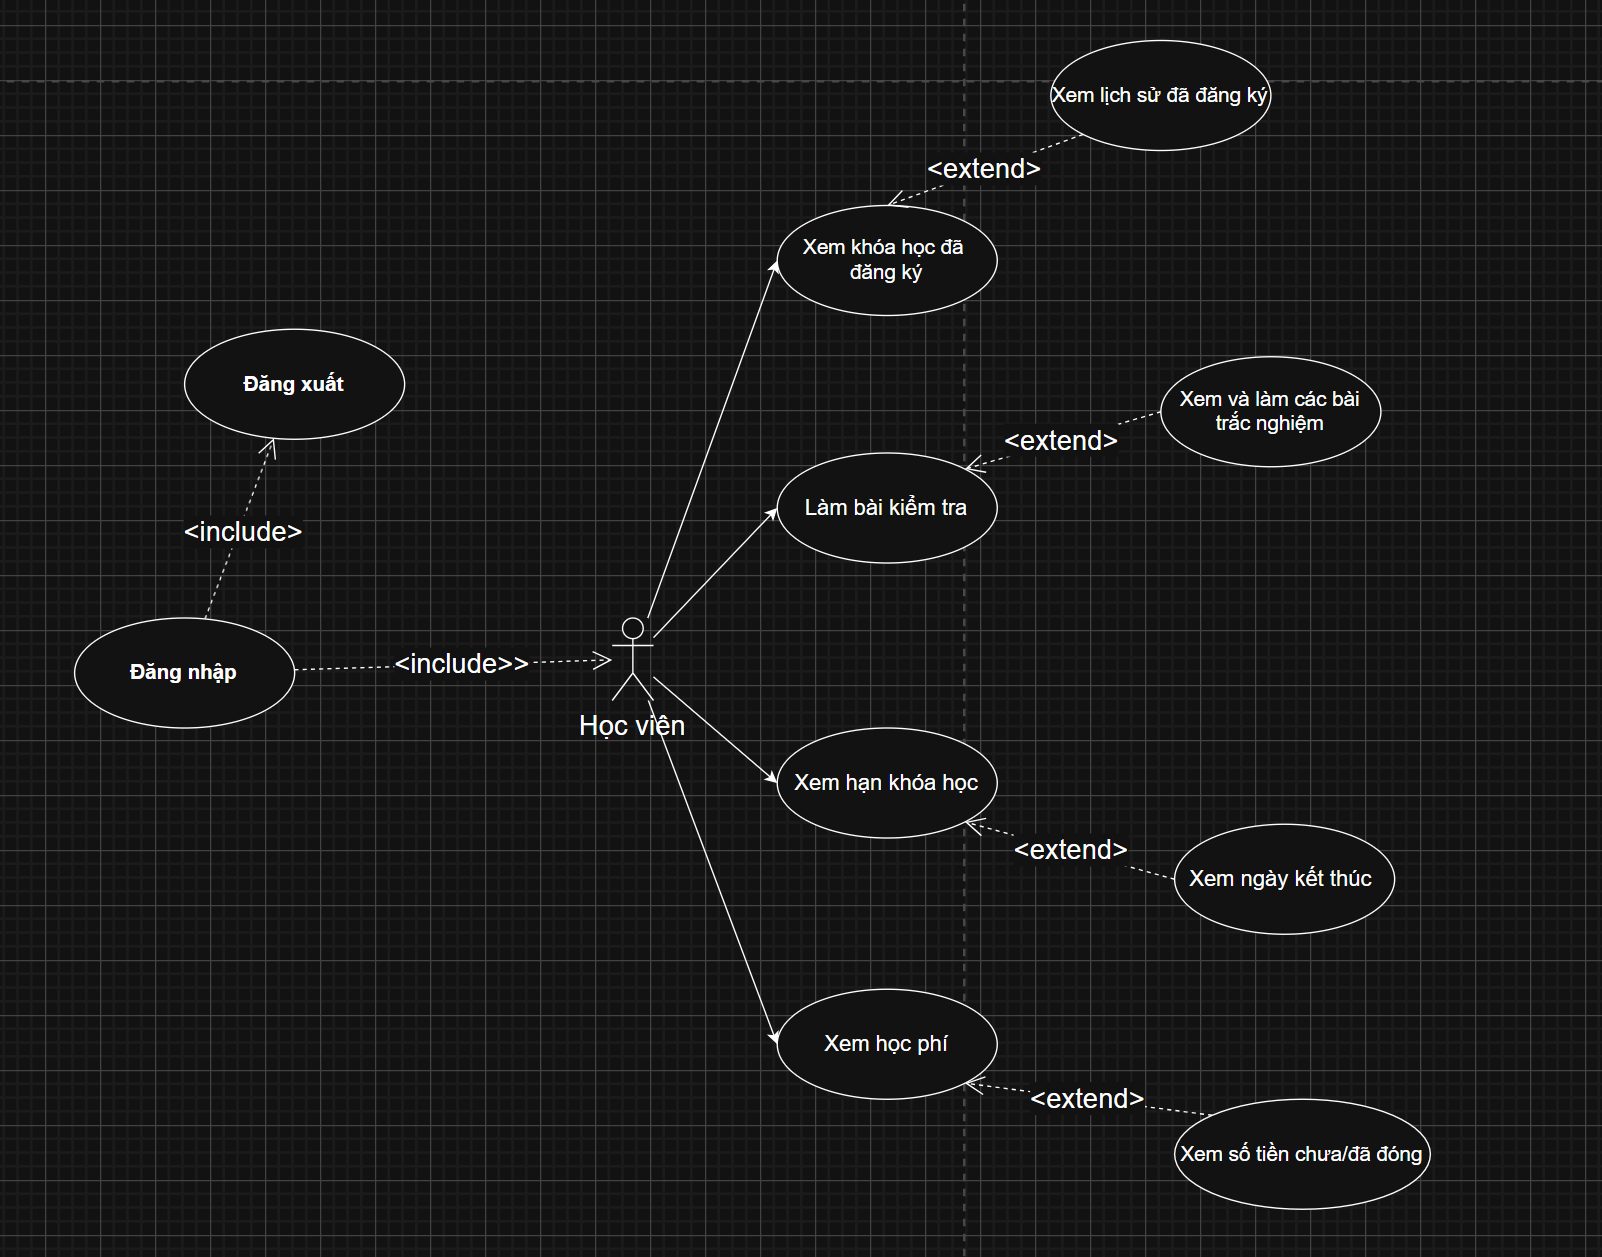 Xem lịch sử đã đăng ký
<extend>
Xem khóa học đã
đăng ký
Đăng xuất
Xem và làm các bài
trắc nghiệm
<extend>
Làm bài kiểm tra
<include>
Đăng nhập
<include>>
Học viên
Xem hạn khóa học
<extend>
Xem ngày kết thúc
Xem học phí
<extend>
Xem số tiền chưa/đã đóng